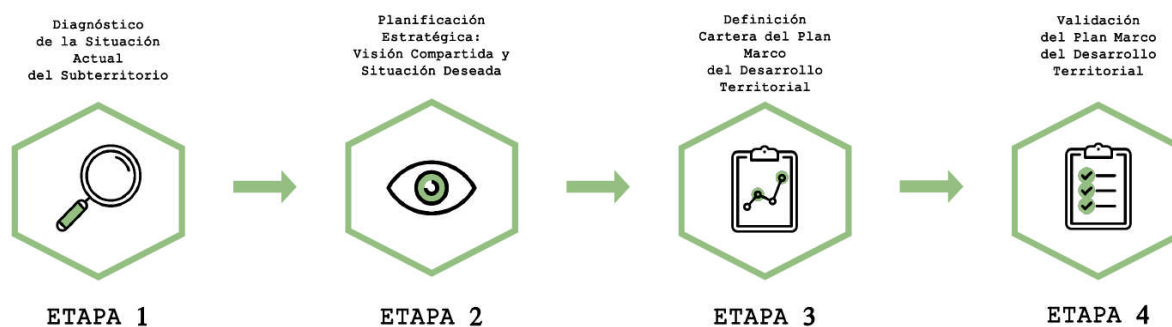 Diagnóstico
de la Situación
Actual
del Subterritorio
ETAPA 1
Planificación
Estratégica:
Visión Compartida y
Situación Deseada
ETAPA 2
Definición
Cartera del Plan
Marco
del Desarrollo
Territorial
ETAPA 3
Validación
del Plan Marco
del Desarrollo
Territorial
ETAPA 4